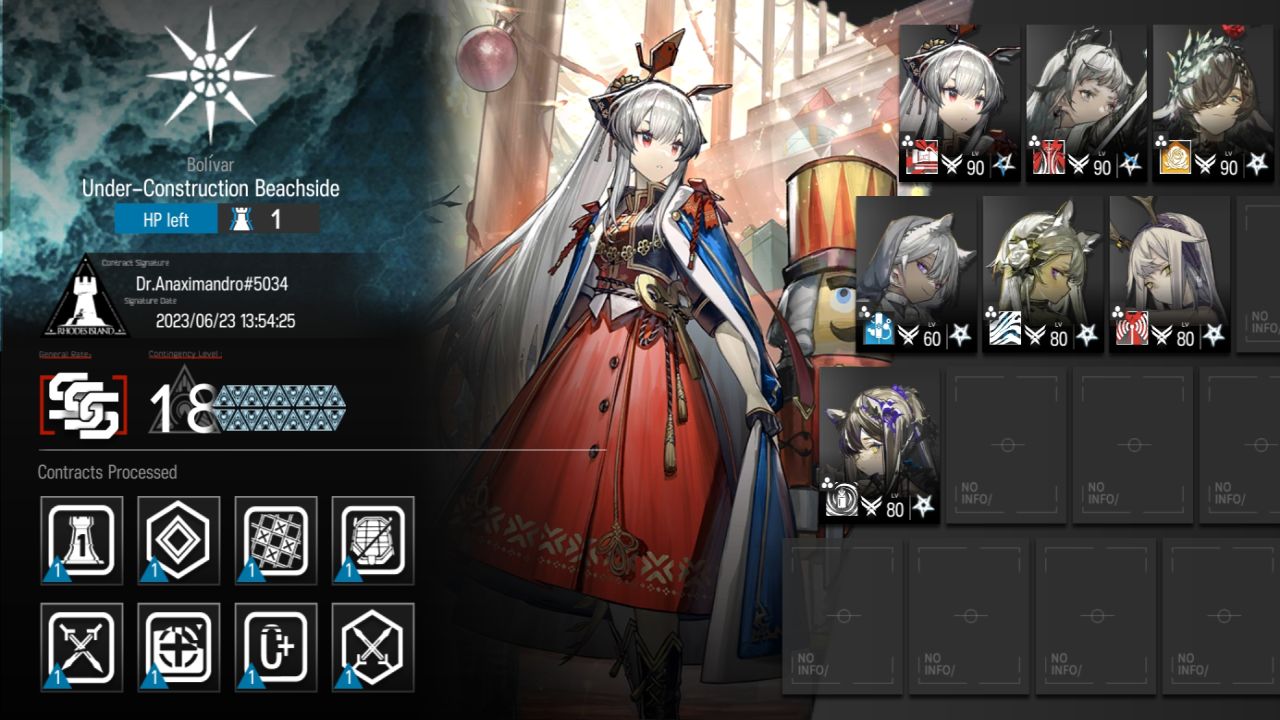 Bolívar
Under-Construction Beachside
HP left 1
Contract Signature
Dr.Anaximandro#5034
Signature Date
2023/06/23 13:54:25
RHODES ISLAND
General Rate:
Contingency Level:
18
Contracts Processed
1
1 1 1 1
1 1 1 1
LV 90
LV 90
LV 90
LV 60
LV 80
LV 80
NO
INFO/
LV 80
NO
INFO/
NO
INFO/
NO
INFO/
NO
INFO/
NO
INFO/
NO
INFO/
NO
INFO/